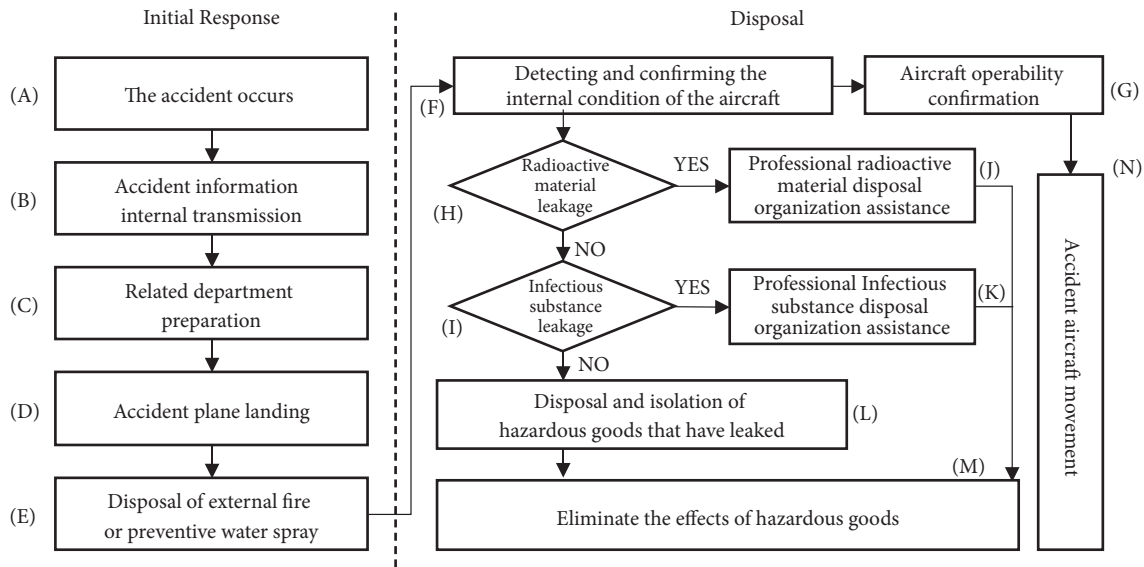 Initial Response
Disposal
(A)
The accident occurs
(B)
Accident information
internal transmission
(C)
Related department
preparation
(D)
Accident plane landing
(E)
Disposal of external fire
or preventive water spray
(F)
Detecting and confirming the
internal condition of the aircraft
Aircraft operability
confirmation
(G)
(H)
Radioactive
material
leakage
YES
NO
Professional radioactive
material disposal
organization assistance
(J)
(I)
Infectious
substance
leakage
YES
NO
Professional Infectious
substance disposal
organization assistance
(K)
Disposal and isolation of
hazardous goods that have leaked
(L)
(M)
Eliminate the effects of hazardous goods
(N)
Accident aircraft movement